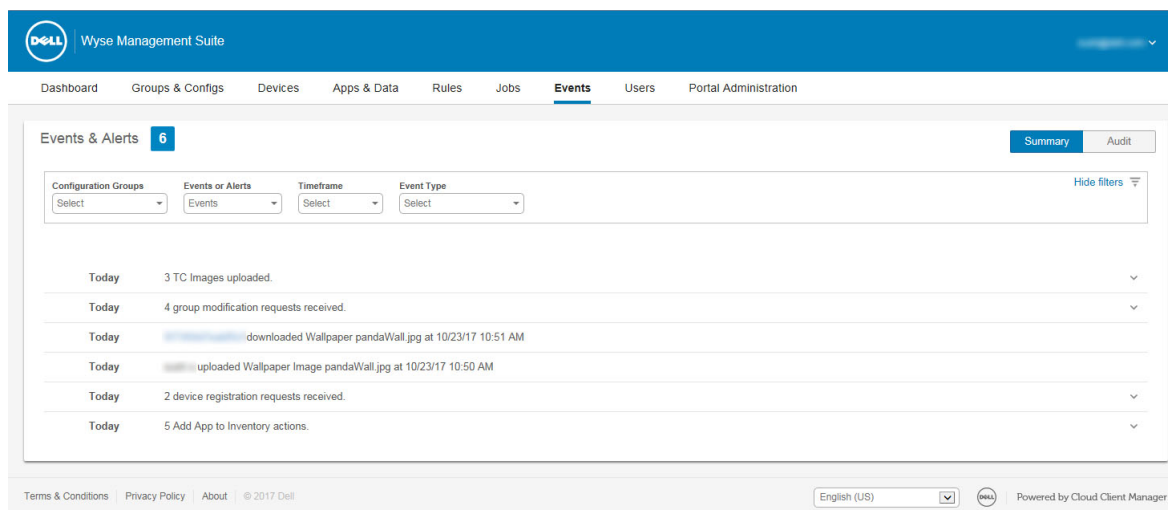 DELL Wyse Management Suite
Dashboard Groups & Configs Devices Apps & Data Rules Jobs Events Users Portal Administration
Events & Alerts 6 Summary Audit
Configuration Groups Events or Alerts Timeframe Event Type Hide filters
Select Events Select Select
Today 3 TC Images uploaded.
Today 4 group modification requests received.
Today downloaded Wallpaper pandaWall.jpg at 10/23/17 10:51 AM
Today uploaded Wallpaper Image pandaWall.jpg at 10/23/17 10:50 AM
Today 2 device registration requests received.
Today 5 Add App to Inventory actions.
Terms & Conditions Privacy Policy About © 2017 Dell English (US) DELL Powered by Cloud Client Manager